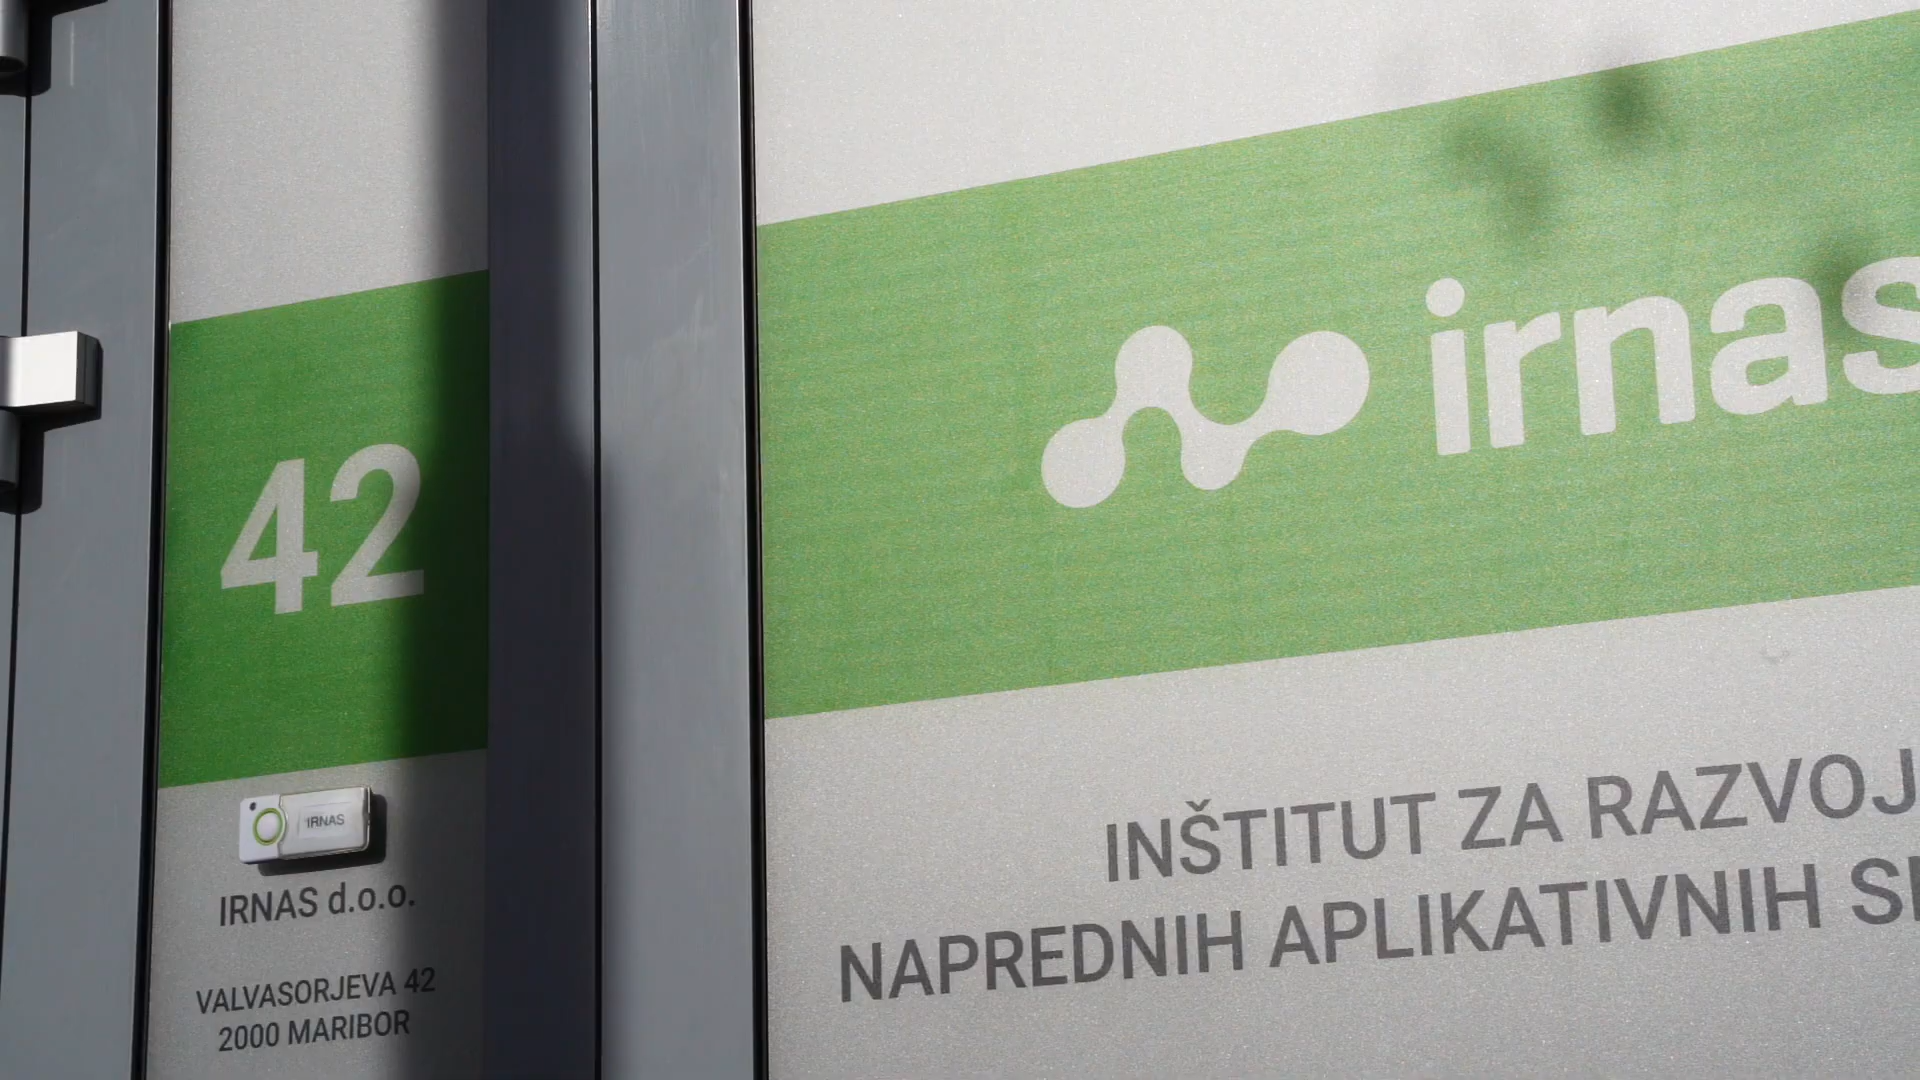 42
IRNAS
IRNAS d.o.o.
VALVASORJEVA 42
2000 MARIBOR
irnas
INŠTITUT ZA RAZVOJ
NAPREDNIH APLIKATIVNIH